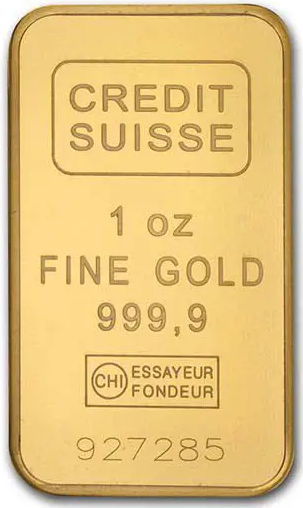 CREDIT
SUISSE
1 oz
FINE GOLD
999,9
CHI ESSAYEUR
FONDEUR
927285